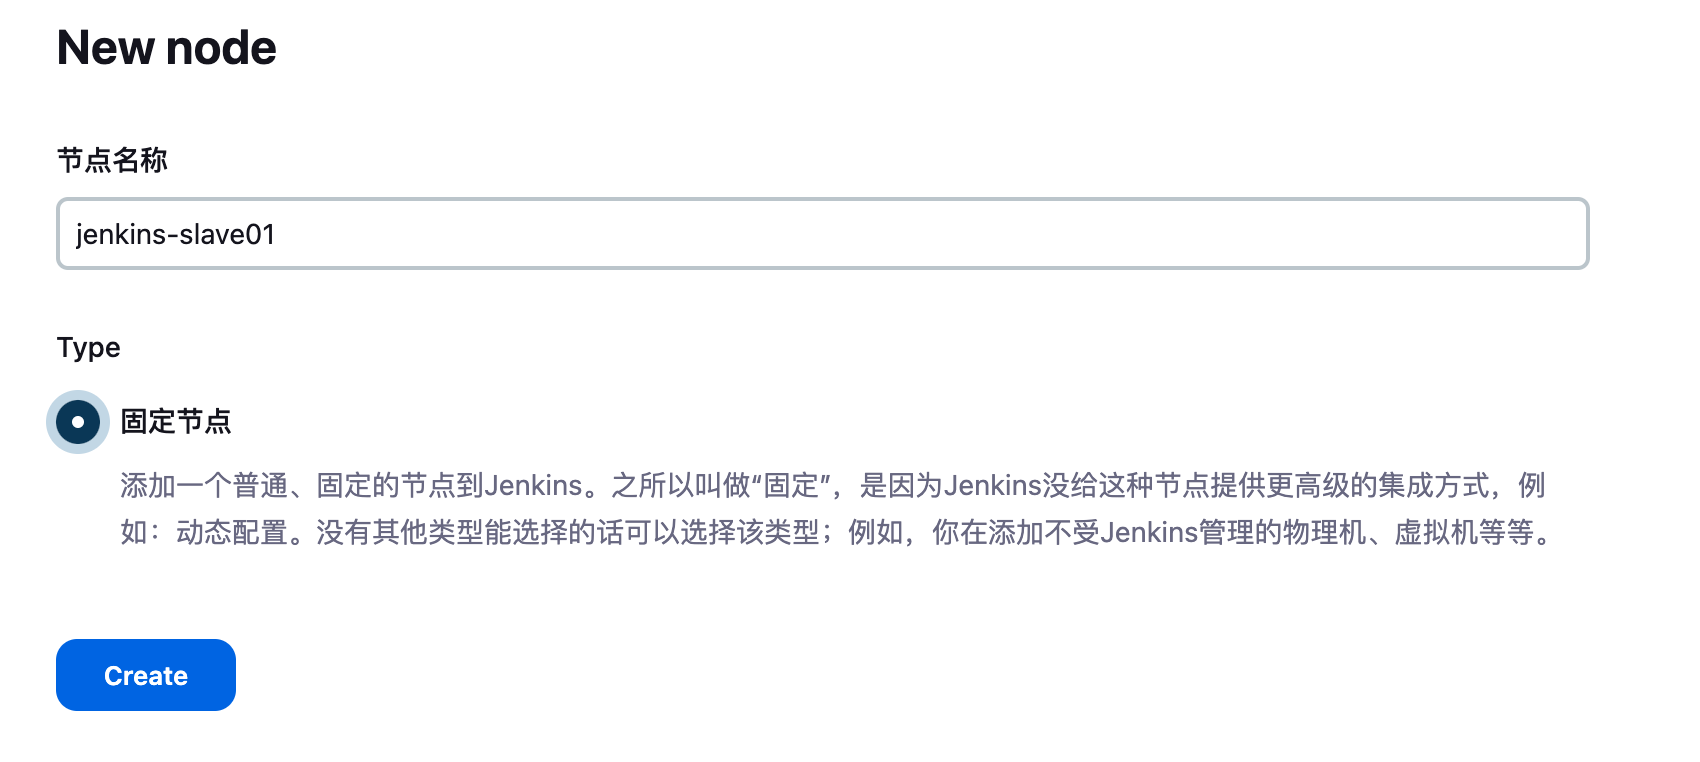 New node
节点名称
jenkins-slave01
Type
固定节点
添加一个普通、固定的节点到Jenkins。之所以叫做“固定”，是因为Jenkins没给这种节点提供更高级的集成方式，例
如：动态配置。没有其他类型能选择的话可以选择该类型；例如，你在添加不受Jenkins管理的物理机、虚拟机等等。
Create